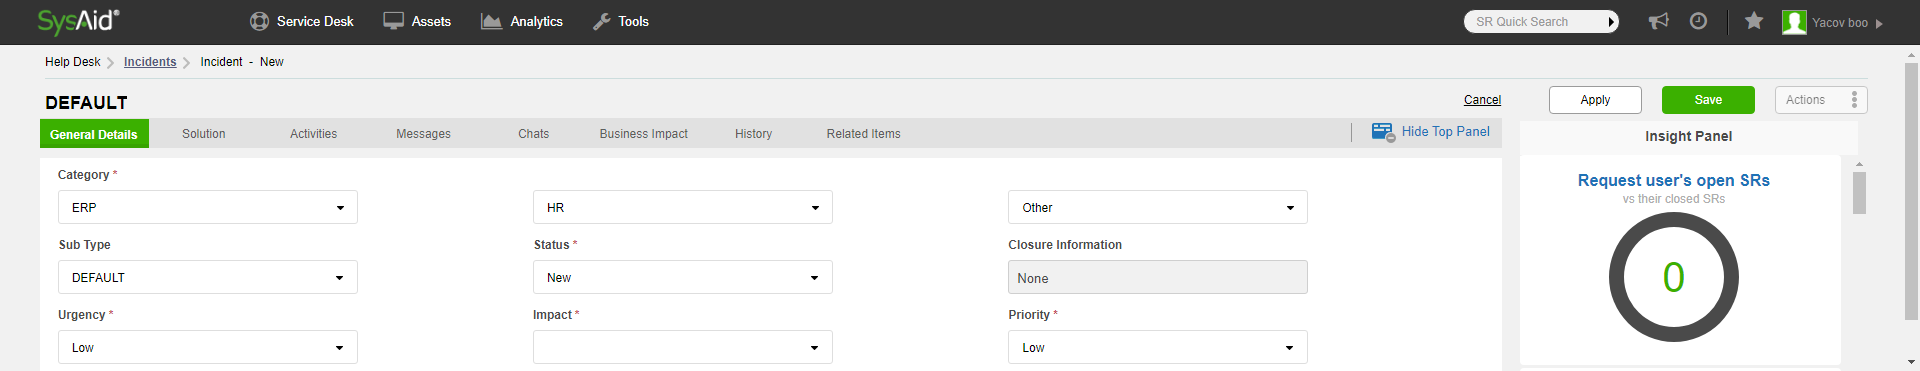 SysAid®
Service Desk
Assets
Analytics
Tools
SR Quick Search
Yacov boo
Help Desk
Incidents
Incident - New
DEFAULT
Cancel
Apply
Save
Actions
General Details
Solution
Activities
Messages
Chats
Business Impact
History
Related Items
Hide Top Panel
Insight Panel
Category *
ERP
HR
Other
Sub Type
Status *
Closure Information
DEFAULT
New
None
Urgency *
Impact *
Priority *
Low
Low
Request user's open SRs
vs their closed SRs
0